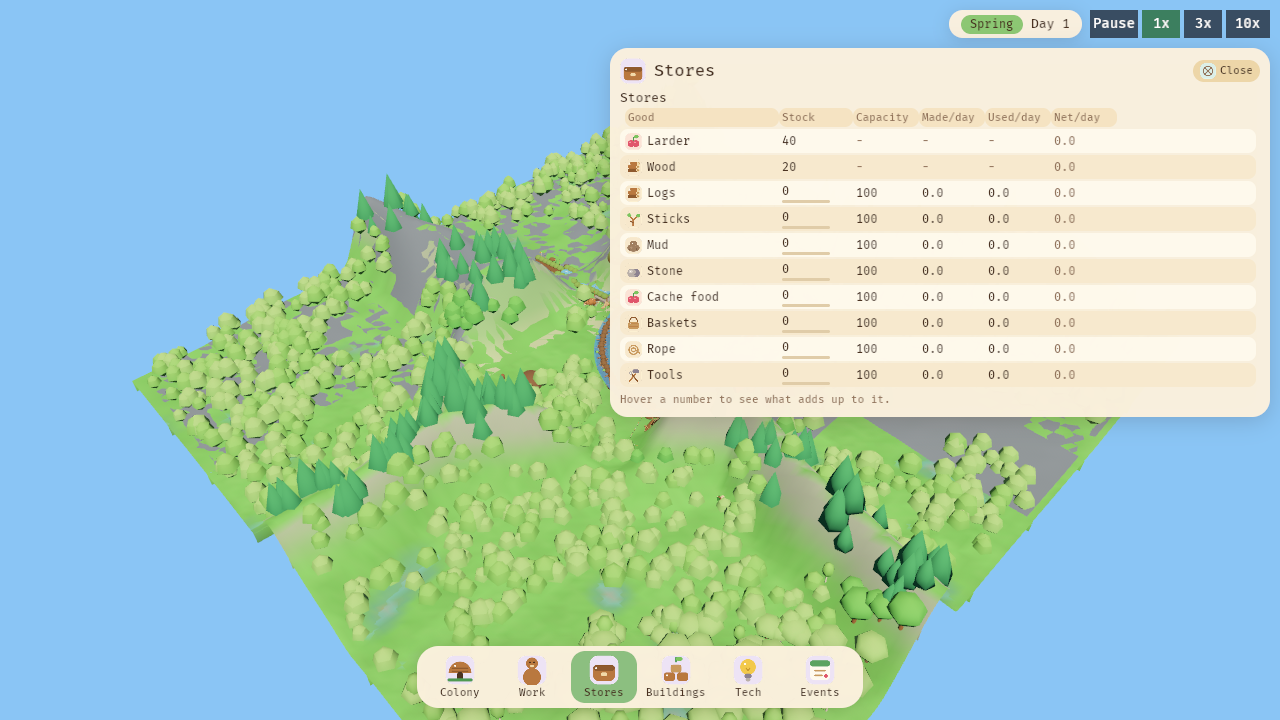 Spring Day 1 Pause 1x 3x 10x
Stores
Close
Stores
Good Stock Capacity Made/day Used/day Net/day
Larder 40 - - - 0.0
Wood 20 - - - 0.0
Logs 0 100 0.0 0.0 0.0
Sticks 0 100 0.0 0.0 0.0
Mud 0 100 0.0 0.0 0.0
Stone 0 100 0.0 0.0 0.0
Cache food 0 100 0.0 0.0 0.0
Baskets 0 100 0.0 0.0 0.0
Rope 0 100 0.0 0.0 0.0
Tools 0 100 0.0 0.0 0.0
Hover a number to see what adds up to it.
Colony Work Stores Buildings Tech Events